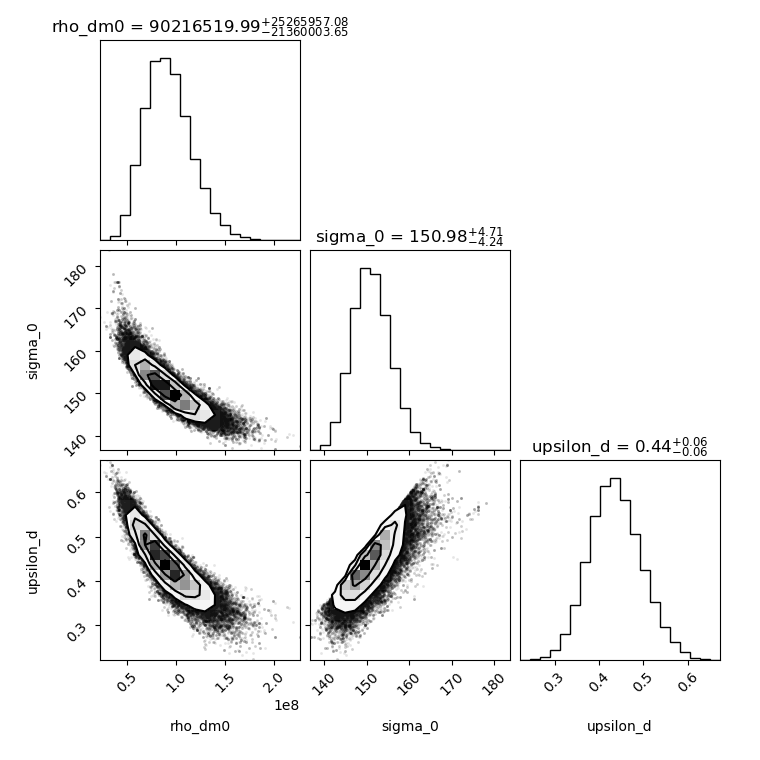 rho_dm0 = 90216519.99+25265957.08
−21360003.65
sigma_0 = 150.98+4.71
−4.24
180
170
160
150
140
sigma_0
upsilon_d = 0.44+0.06
−0.06
0.6
0.5
0.4
0.3
upsilon_d
0.5 1.0 1.5 2.0
1e8
rho_dm0
140 150 160 170 180
sigma_0
0.3 0.4 0.5 0.6
upsilon_d